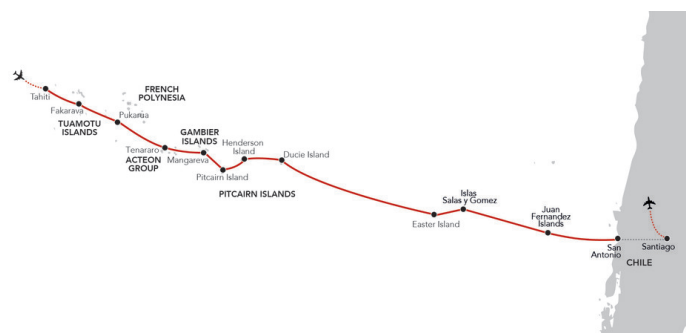 Tahiti
Fakarava
TUAMOTU
ISLANDS
FRENCH
POLYNESIA
Pukarua
Tenararo
ACTEON
GROUP
GAMBIER
ISLANDS
Mangareva
Pitcairn Island
Henderson
Island
PITCAIRN ISLANDS
Ducie Island
Easter Island
Islas
Salas y Gomez
Juan
Fernandez
Islands
San
Antonio
Santiago
CHILE